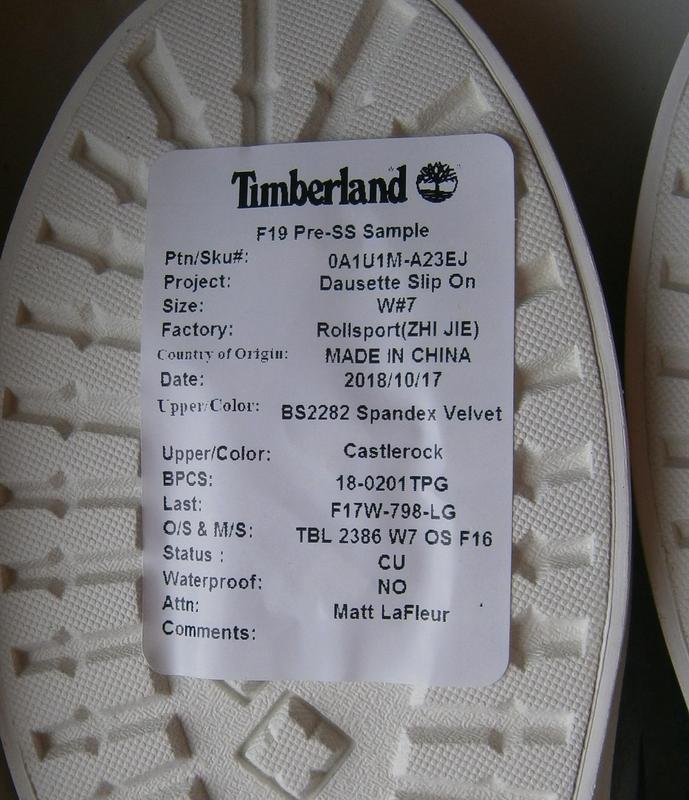 Timberland
F19 Pre-SS Sample
Ptn/Sku#: 0A1U1M-A23EJ
Project: Dausette Slip On
Size: W#7
Factory: Rollsport(ZHI JIE)
Country of Origin: MADE IN CHINA
Date: 2018/10/17
Upper/Color: BS2282 Spandex Velvet
Upper/Color: Castlerock
BPCS: 18-0201TPG
Last: F17W-798-LG
O/S & M/S: TBL 2386 W7 OS F16
Status : CU
Waterproof: NO
Attn: Matt LaFleur
Comments: